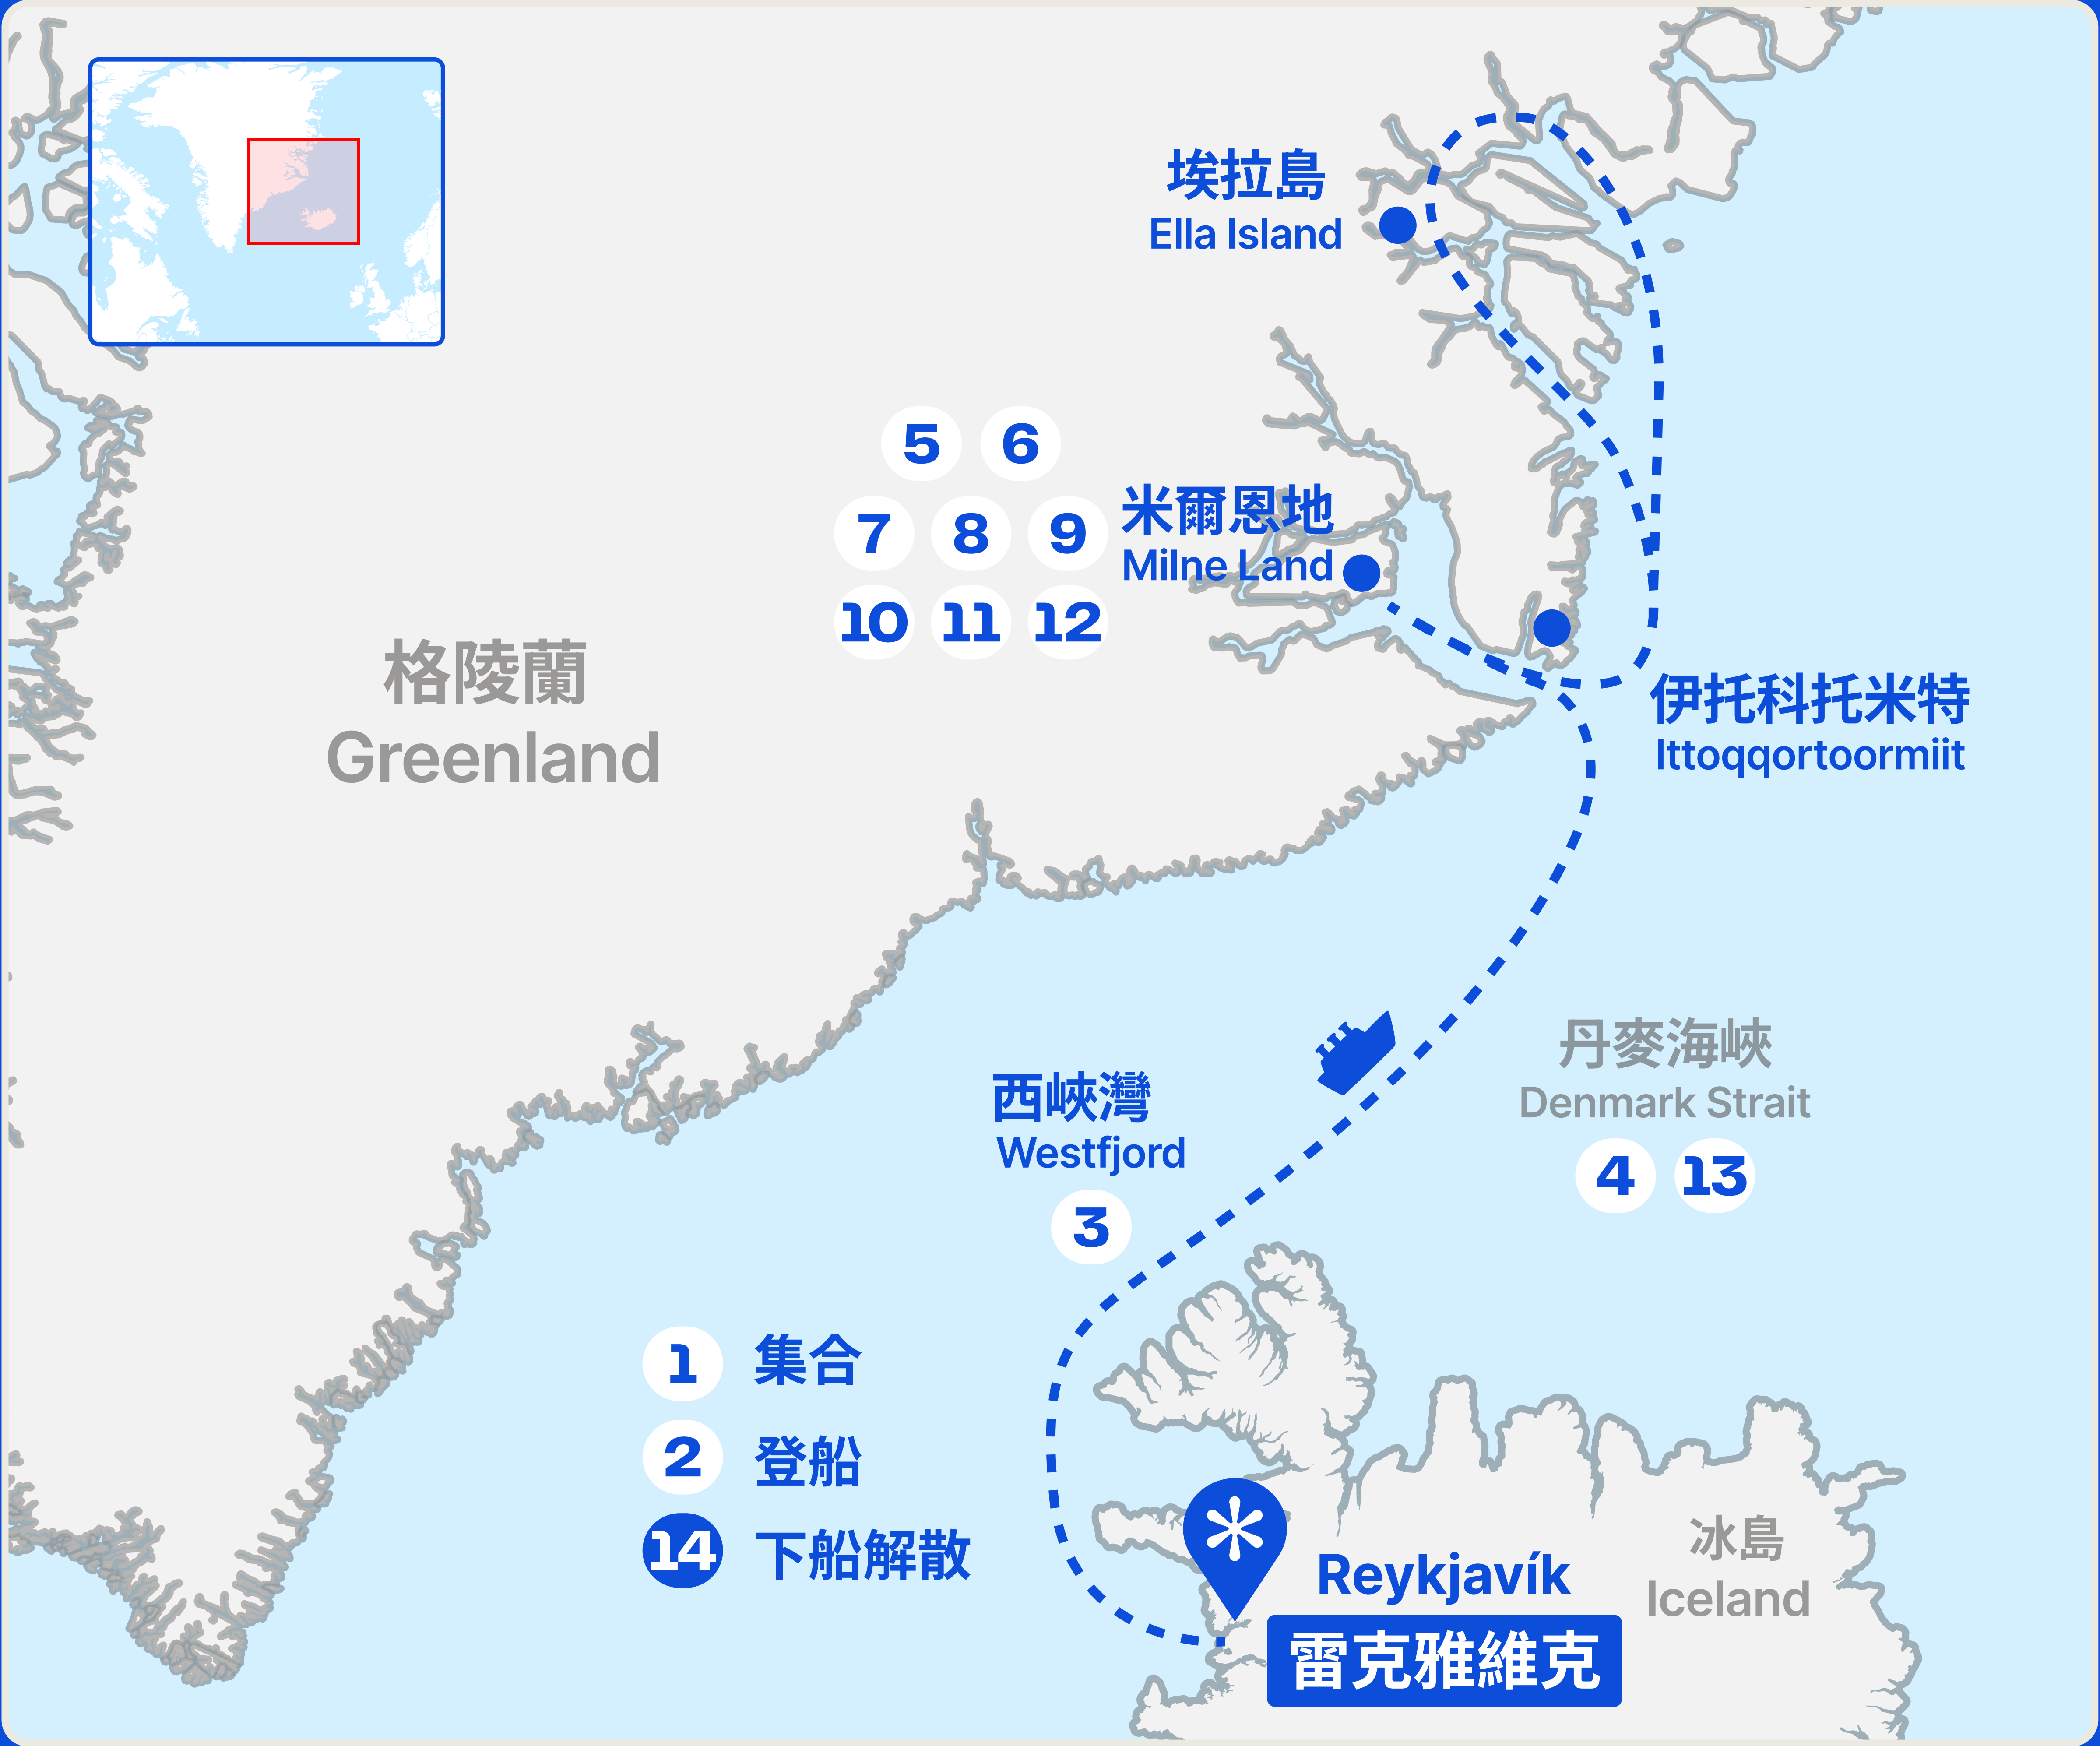 埃拉島
Ella Island
5 6
7 8 9
10 11 12
米爾恩地
Milne Land
格陵蘭
Greenland
伊托科托米特
Ittoqqortoormiit
丹麥海峽
Denmark Strait
4 13
西峽灣
Westfjord
3
1 集合
2 登船
14 下船解散
Reykjavík
雷克雅維克
冰島
Iceland